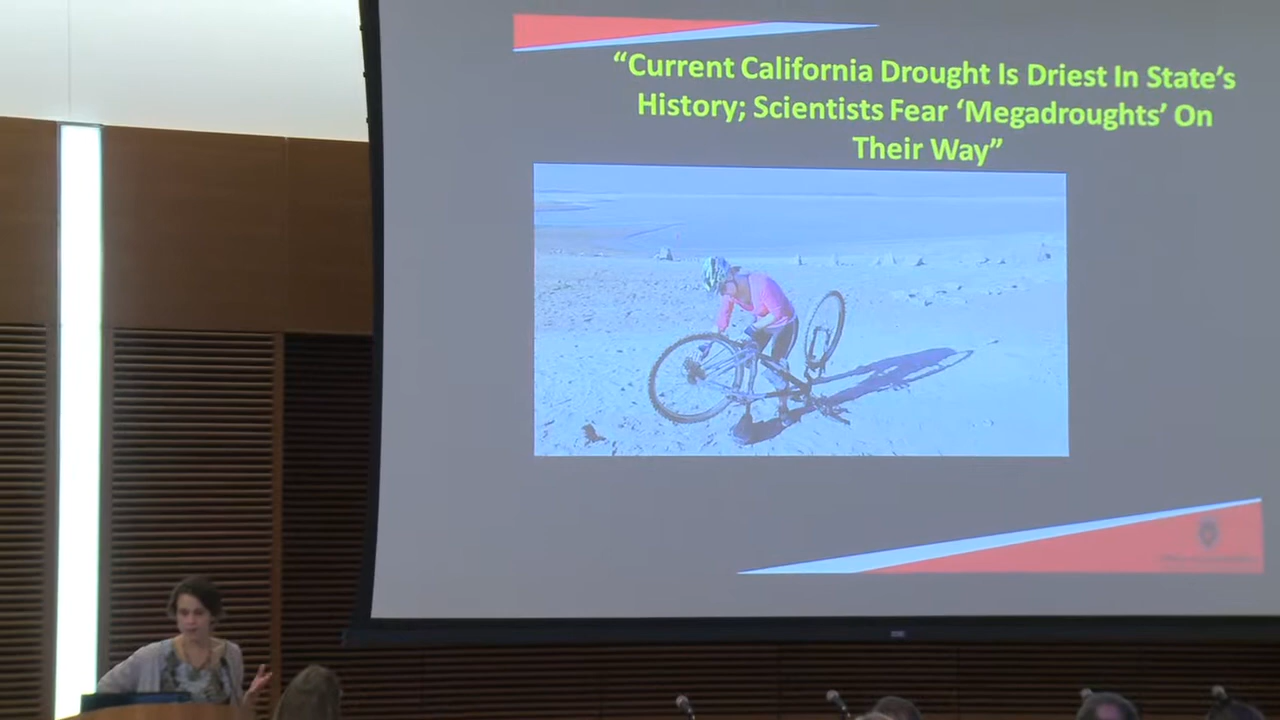 “Current California Drought Is Driest In State’s
History; Scientists Fear ‘Megadroughts’ On
Their Way”